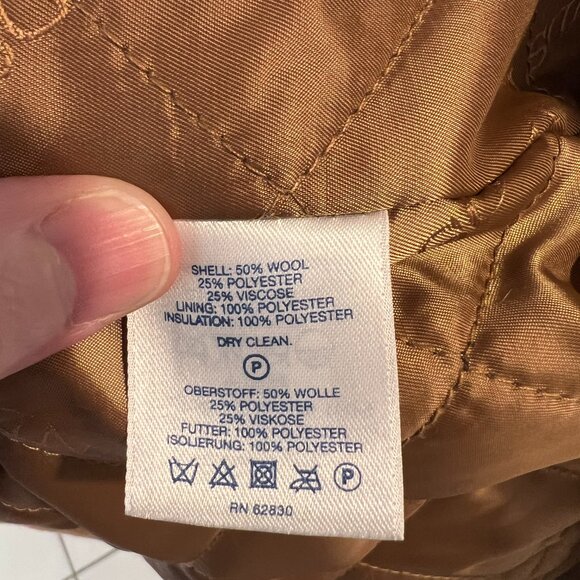 SHELL: 50% WOOL
25% POLYESTER
25% VISCOSE
LINING: 100% POLYESTER
INSULATION: 100% POLYESTER
DRY CLEAN.
P
OBERSTOFF: 50% WOLLE
25% POLYESTER
25% VISKOSE
FUTTER: 100% POLYESTER
ISOLIERUNG: 100% POLYESTER
P
RN 62830